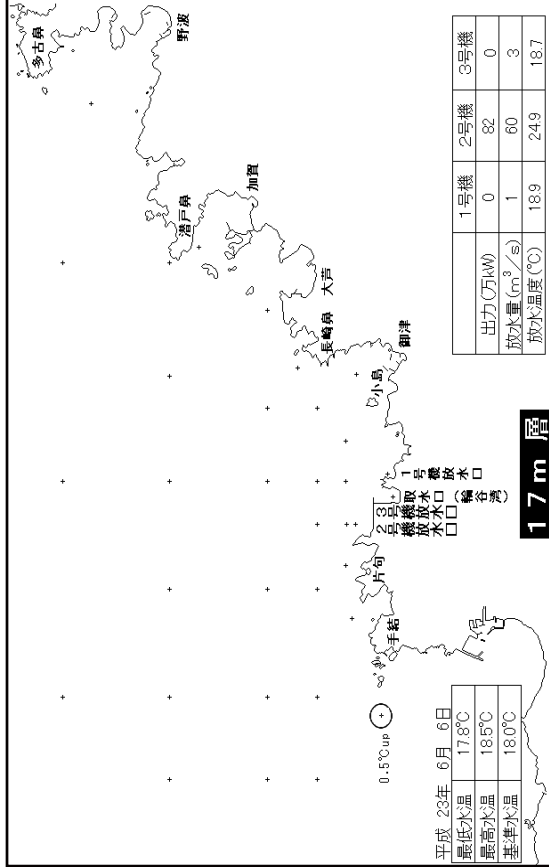 多古鼻
野波
潜戸鼻
加賀
大芦
長崎鼻
御津
小島
1号機放水口
取水口(輪谷湾)
3号機放水口
2号機放水口
片句
手結
0.5℃up
平成 23年 6月 6日
最低水温 17.8℃
最高水温 18.5℃
基準水温 18.0℃
17m層
1号機 2号機 3号機
出力(万kW) 0 82 0
放水量(m³/s) 1 60 3
放水温度(℃) 18.9 24.9 18.7